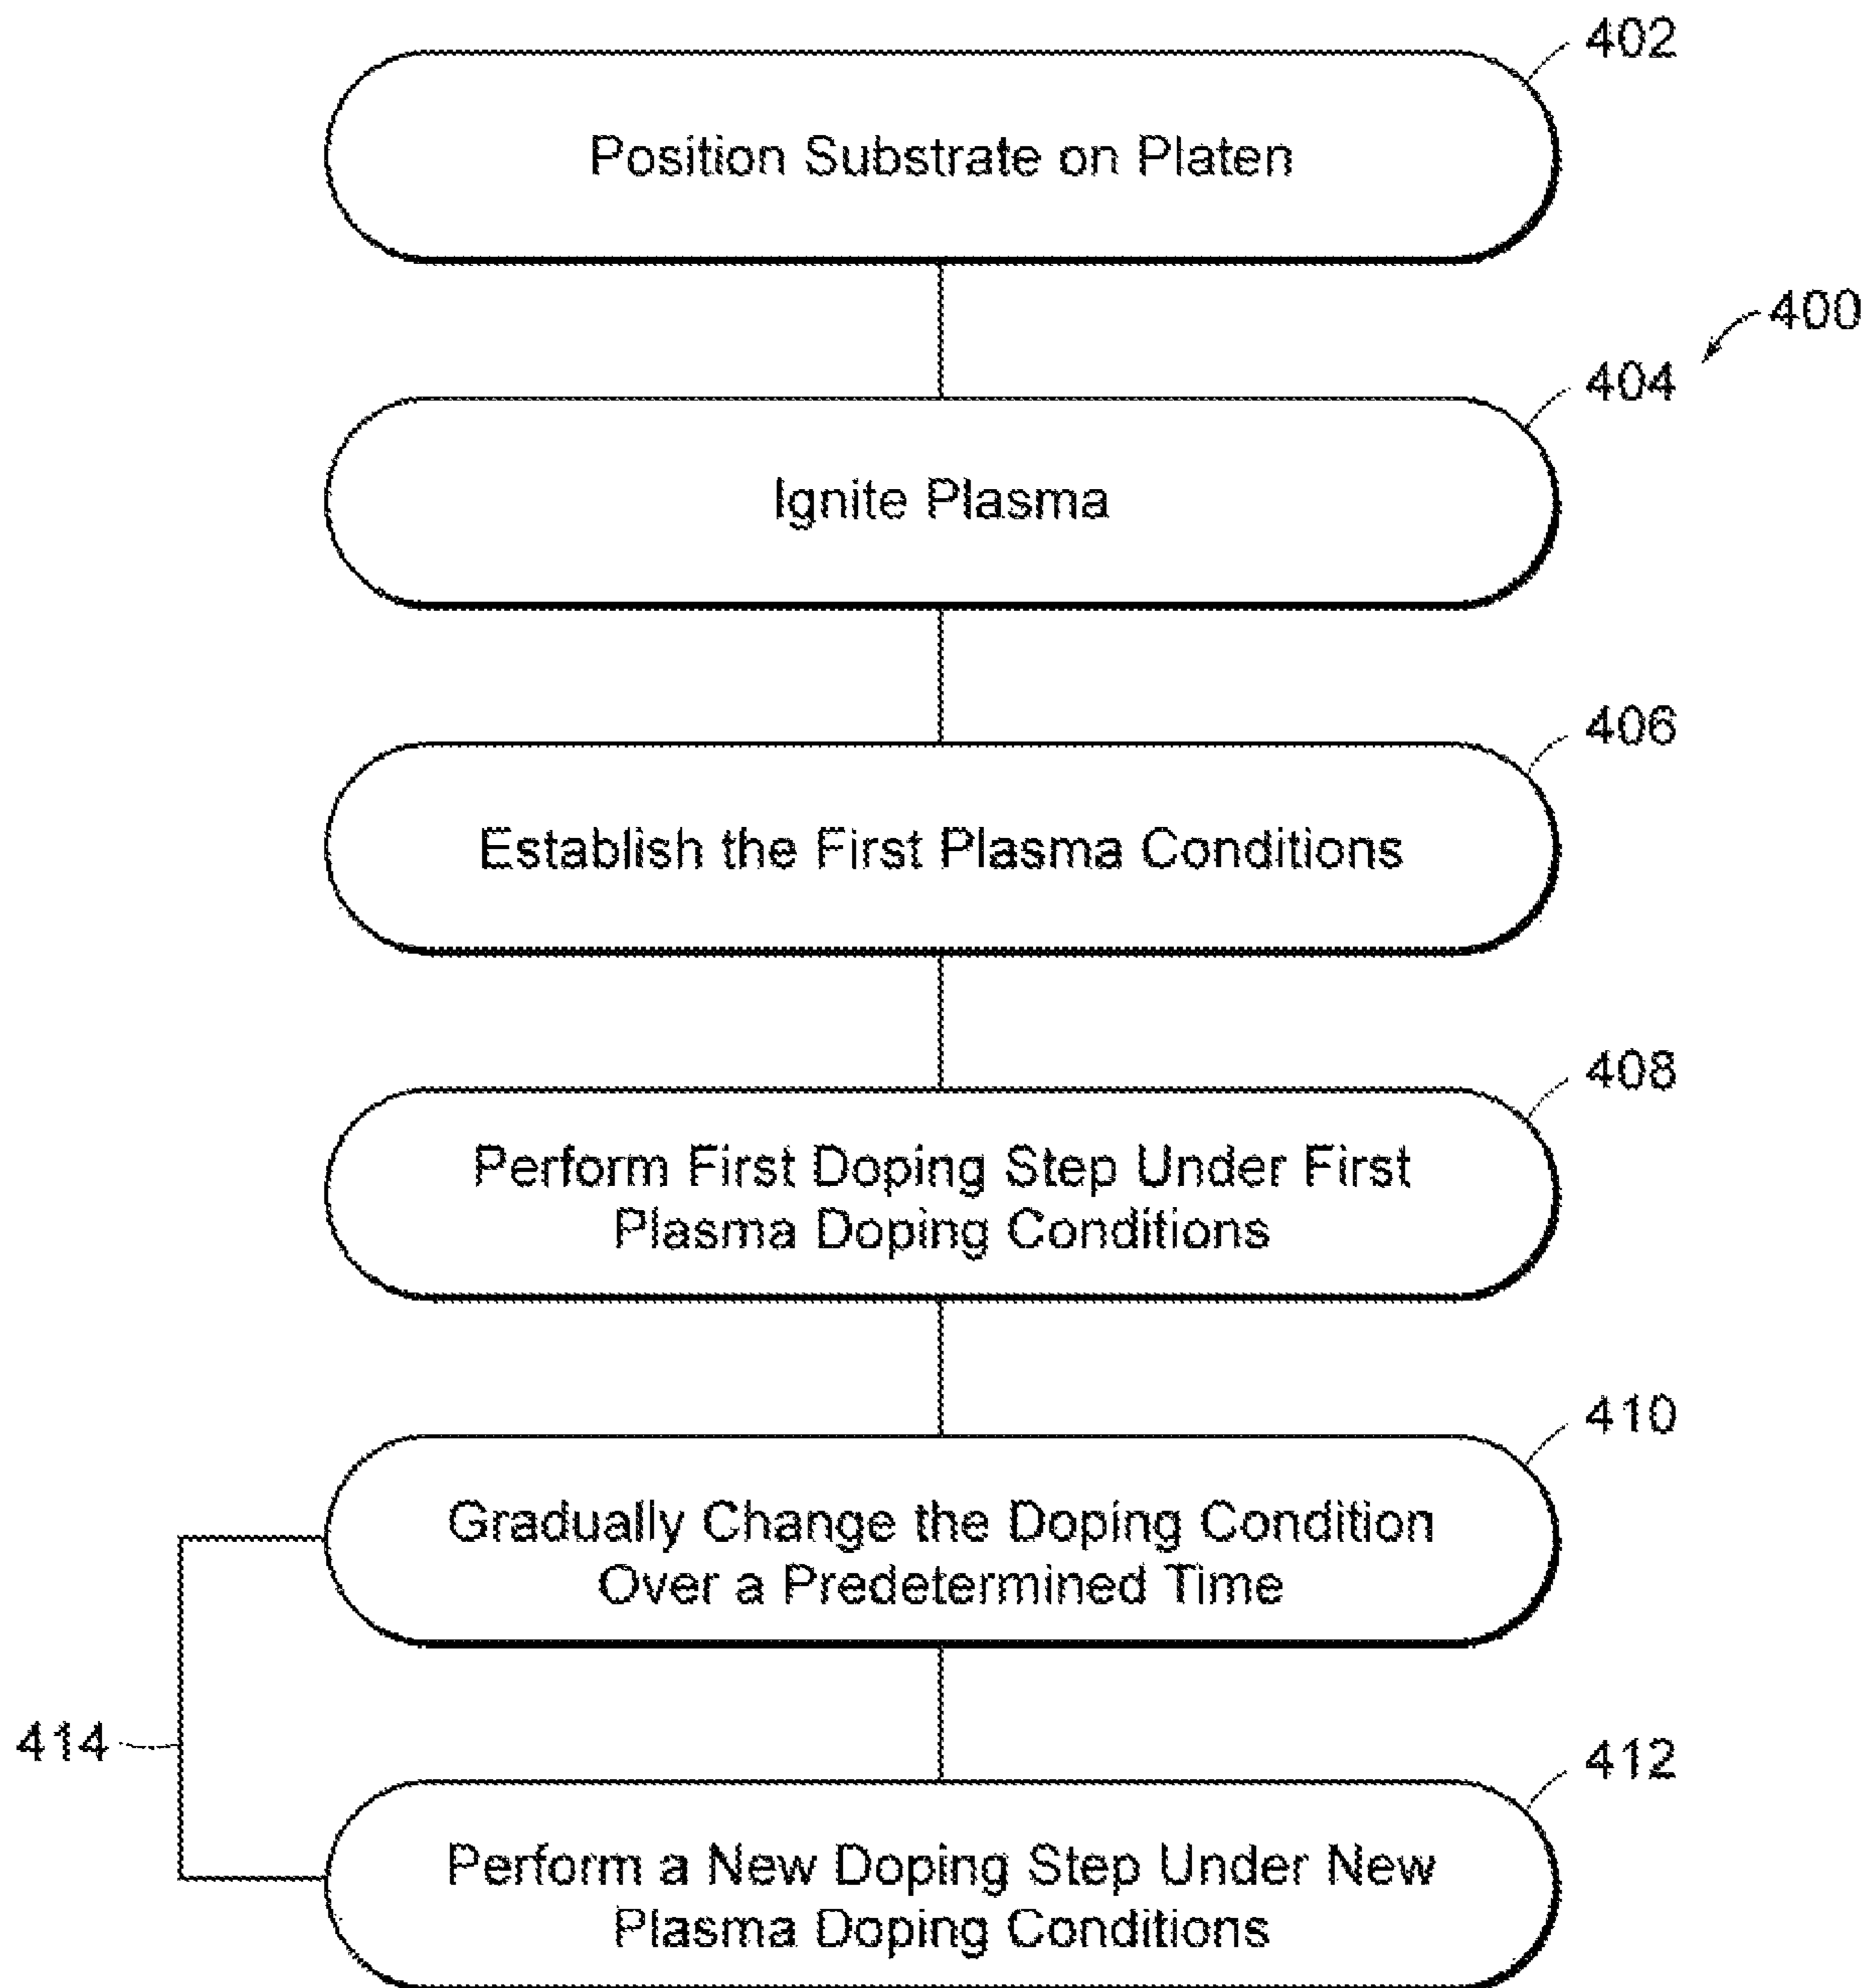 402
Position Substrate on Platen
400
404
Ignite Plasma
406
Establish the First Plasma Conditions
408
Perform First Doping Step Under First
Plasma Doping Conditions
410
Gradually Change the Doping Condition
Over a Predetermined Time
414
412
Perform a New Doping Step Under New
Plasma Doping Conditions